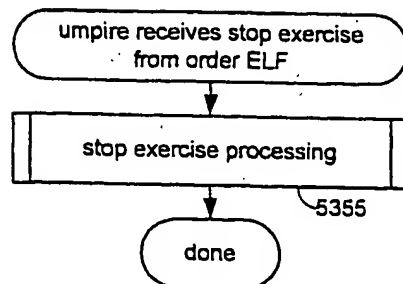 umpire receives stop exercise
from order ELF
stop exercise processing
5355
done